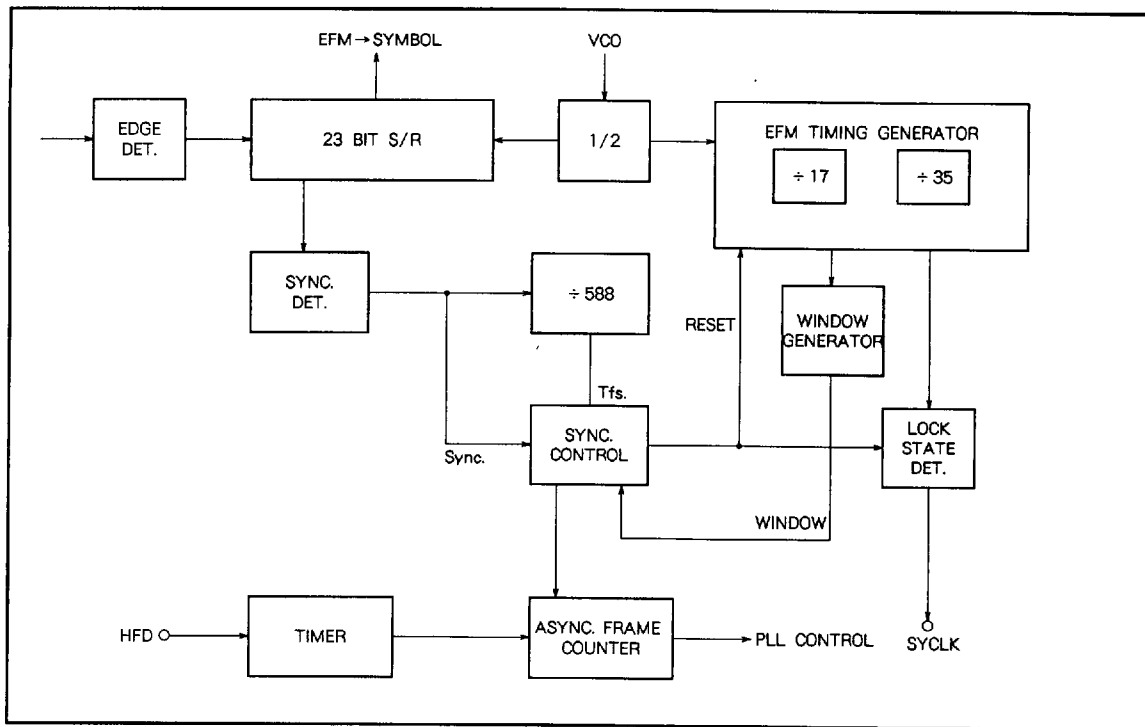 EFM → SYMBOL
VCO
EDGE
DET.
23 BIT S/R
1/2
EFM TIMING GENERATOR
÷ 17
÷ 35
SYNC.
DET.
÷ 588
RESET
WINDOW
GENERATOR
Tfs.
Sync.
SYNC.
CONTROL
LOCK
STATE
DET.
WINDOW
HFD
TIMER
ASYNC. FRAME
COUNTER
PLL CONTROL
SYCLK